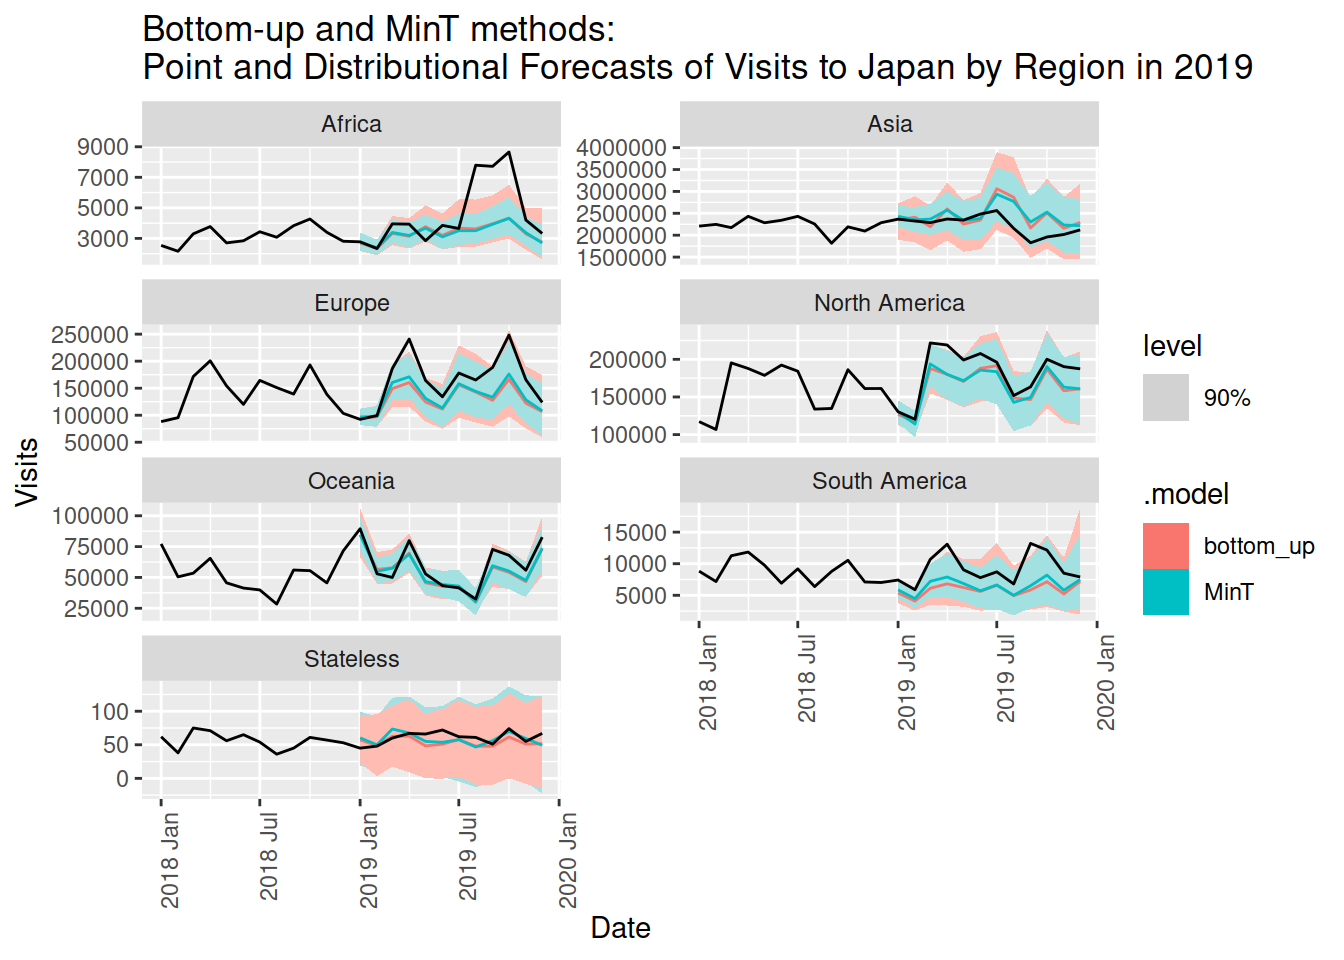 Bottom-up and MinT methods:
Point and Distributional Forecasts of Visits to Japan by Region in 2019
Africa
9000
7000
5000
3000
Asia
4000000
3500000
3000000
2500000
2000000
1500000
Europe
250000
200000
150000
100000
50000
North America
200000
150000
100000
Oceania
100000
75000
50000
25000
South America
15000
10000
5000
2018 Jan
2018 Jul
2019 Jan
2019 Jul
2020 Jan
Stateless
100
50
0
2018 Jan
2018 Jul
2019 Jan
2019 Jul
2020 Jan
Visits
Date
level
90%
.model
bottom_up
MinT